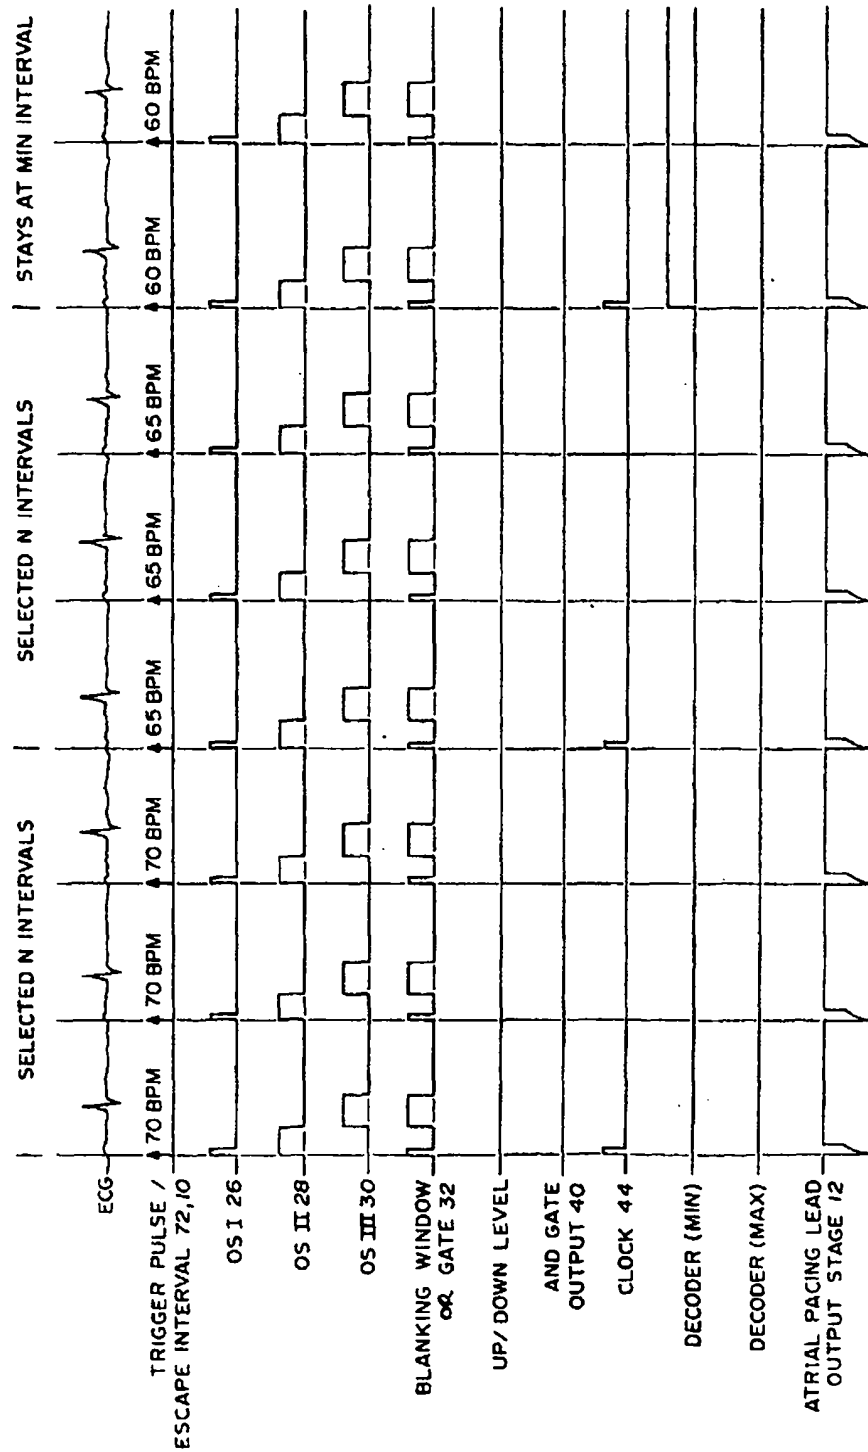 SELECTED N INTERVALS
SELECTED N INTERVALS
STAYS AT MIN INTERVAL
ECG
TRIGGER PULSE /
ESCAPE INTERVAL 72,10
70 BPM
70 BPM
70 BPM
65 BPM
65 BPM
65 BPM
60 BPM
60 BPM
OS I 26
OS II 28
OS III 30
BLANKING WINDOW
OR GATE 32
UP/DOWN LEVEL
AND GATE
OUTPUT 40
CLOCK 44
DECODER (MIN)
DECODER (MAX)
ATRIAL PACING LEAD
OUTPUT STAGE 12